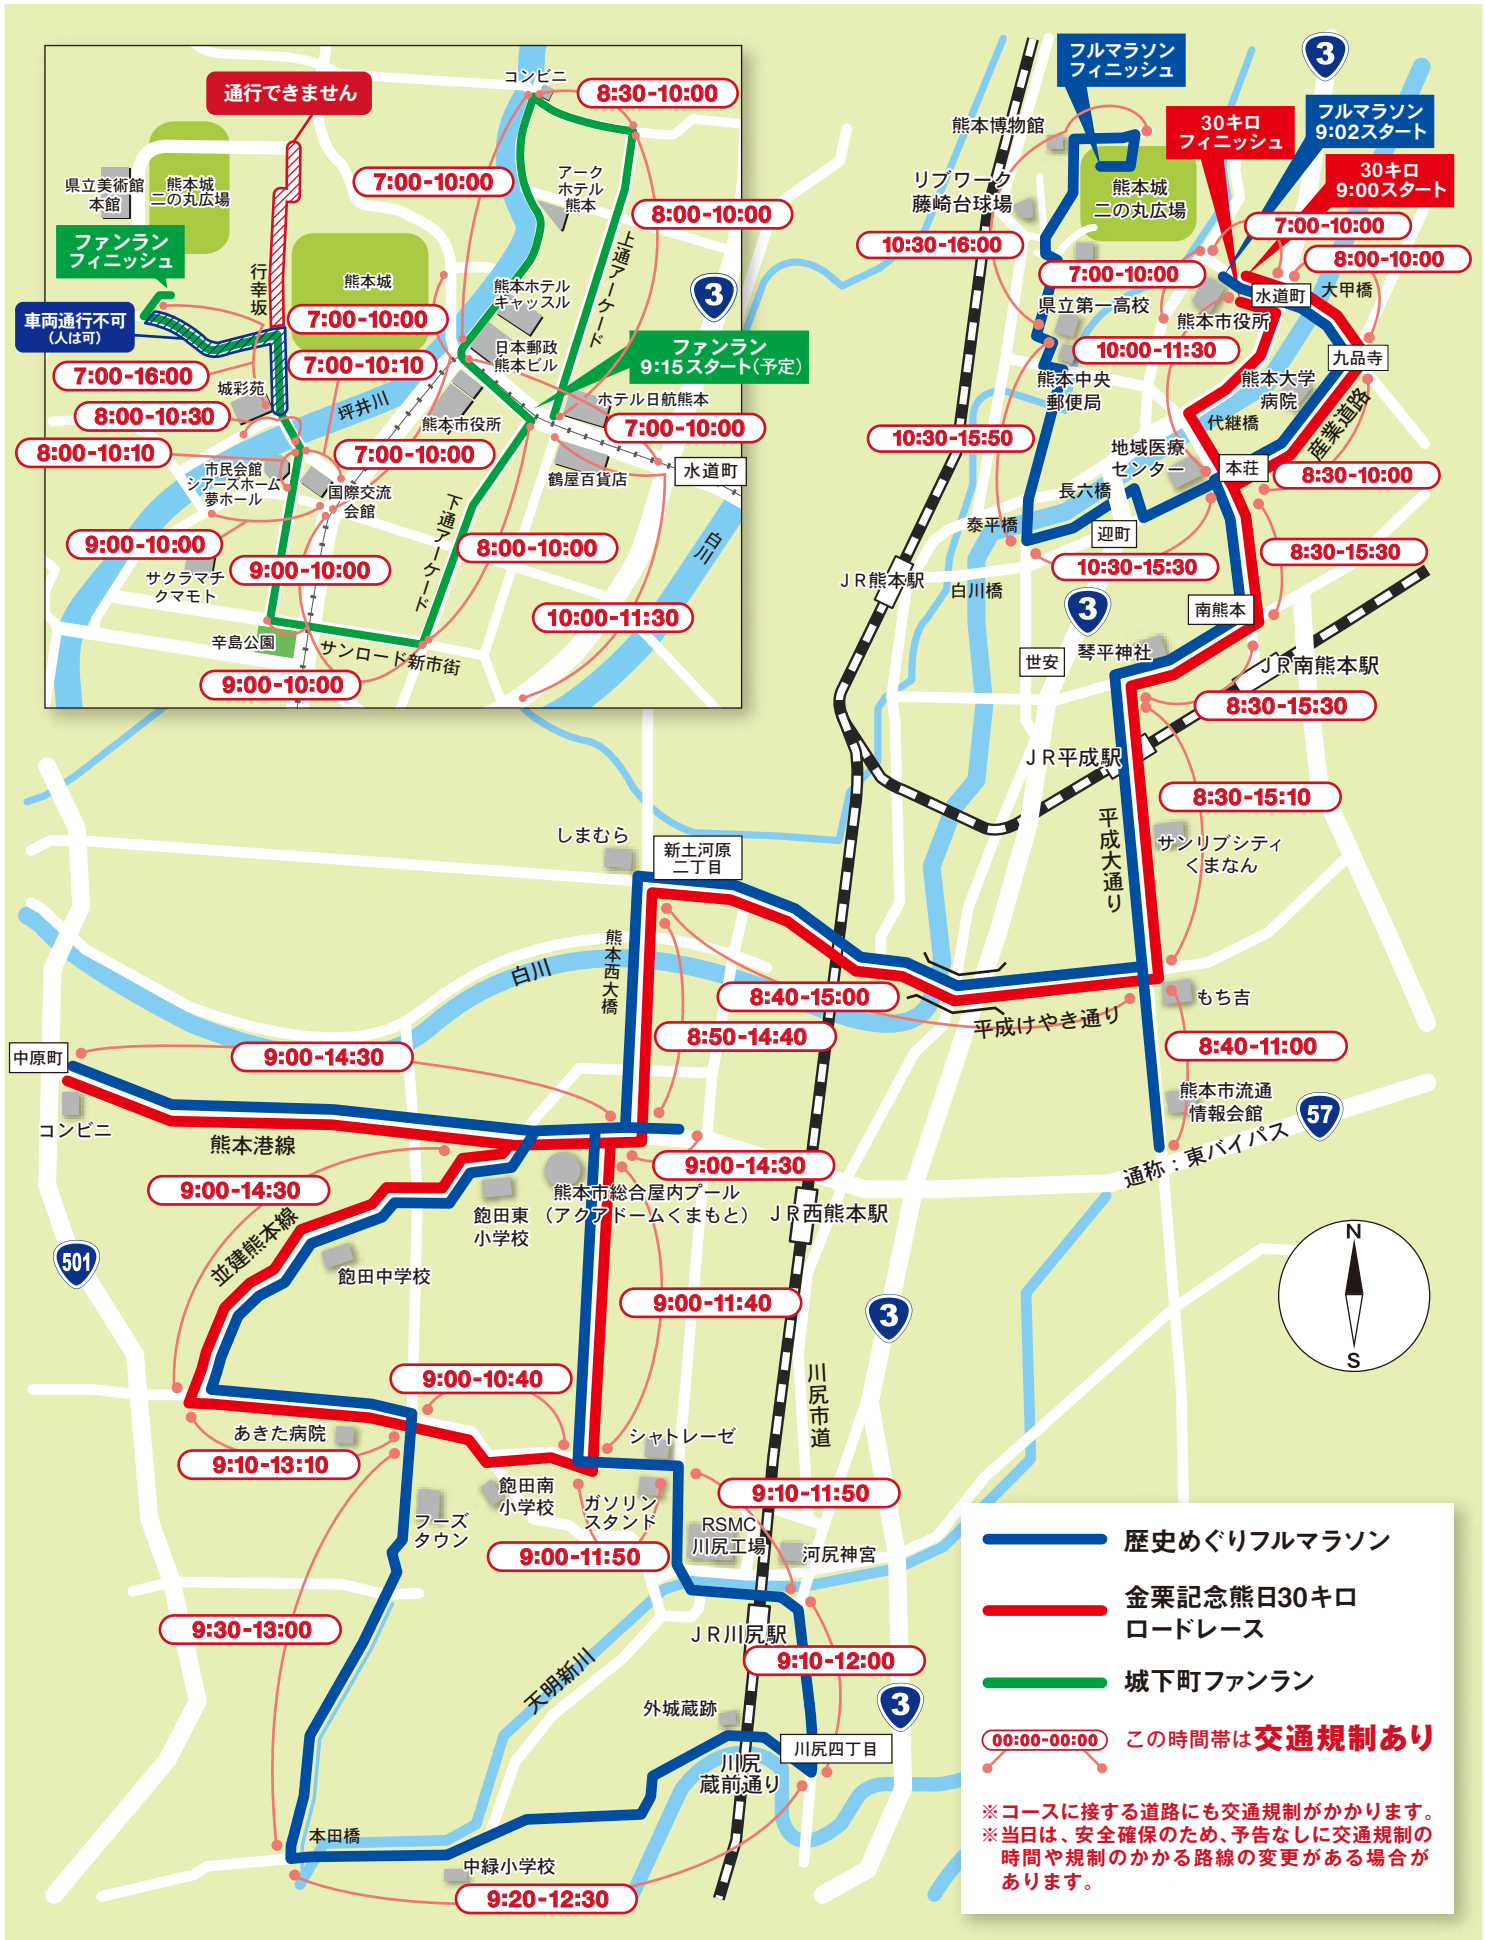 通行できません
コンビニ
8:30-10:00
県立美術館
本館
熊本城
二の丸広場
7:00-10:00
アーク
ホテル
熊本
8:00-10:00
ファンラン
フィニッシュ
行幸坂
熊本城
上通アーケード
熊本ホテル
キャッスル
3
車両通行不可
(人は可)
7:00-10:00
日本郵政
熊本ビル
ファンラン
9:15スタート(予定)
7:00-16:00
7:00-10:10
城彩苑
坪井川
ホテル日航熊本
8:00-10:30
熊本市役所
7:00-10:00
8:00-10:10
7:00-10:00
市民会館
シアーズホーム
夢ホール
国際交流
会館
鶴屋百貨店
水道町
下通アーケード
白川
9:00-10:00
8:00-10:00
サクラマチ
クマモト
9:00-10:00
10:00-11:30
辛島公園
サンロード新市街
9:00-10:00
フルマラソン
フィニッシュ
3
熊本博物館
30キロ
フィニッシュ
フルマラソン
9:02スタート
30キロ
9:00スタート
リブワーク
藤崎台球場
熊本城
二の丸広場
7:00-10:00
10:30-16:00
8:00-10:00
7:00-10:00
大甲橋
水道町
県立第一高校
熊本市役所
10:00-11:30
九品寺
熊本中央
郵便局
熊本大学
病院
産業道路
代継橋
10:30-15:50
地域医療
センター
本荘
8:30-10:00
長六橋
泰平橋
迎町
8:30-15:30
10:30-15:30
JR熊本駅
白川橋
3
南熊本
世安
琴平神社
JR南熊本駅
8:30-15:30
JR平成駅
8:30-15:10
平成大通り
サンリブシティ
くまなん
しまむら
新土河原
二丁目
熊本西大橋
白川
8:40-15:00
もち吉
平成けやき通り
8:50-14:40
8:40-11:00
中原町
9:00-14:30
熊本市流通
情報会館
57
コンビニ
熊本港線
通称：東バイパス
9:00-14:30
9:00-14:30
熊本市総合屋内プール
(アクアドームくまもと)
JR西熊本駅
飽田東
小学校
並建熊本線
501
飽田中学校
N
S
9:00-11:40
3
9:00-10:40
川尻市道
あきた病院
シャトレーゼ
9:10-13:10
飽田南
小学校
ガソリン
スタンド
9:10-11:50
フーズ
タウン
RSMC
川尻工場
河尻神宮
9:00-11:50
9:30-13:00
JR川尻駅
9:10-12:00
天明新川
外城蔵跡
3
川尻四丁目
川尻
蔵前通り
本田橋
中緑小学校
9:20-12:30
歴史めぐりフルマラソン
金栗記念熊日30キロ
ロードレース
城下町ファンラン
00:00-00:00 この時間帯は交通規制あり
※コースに接する道路にも交通規制がかかります。
※当日は、安全確保のため、予告なしに交通規制の
時間や規制のかかる路線の変更がある場合が
あります。